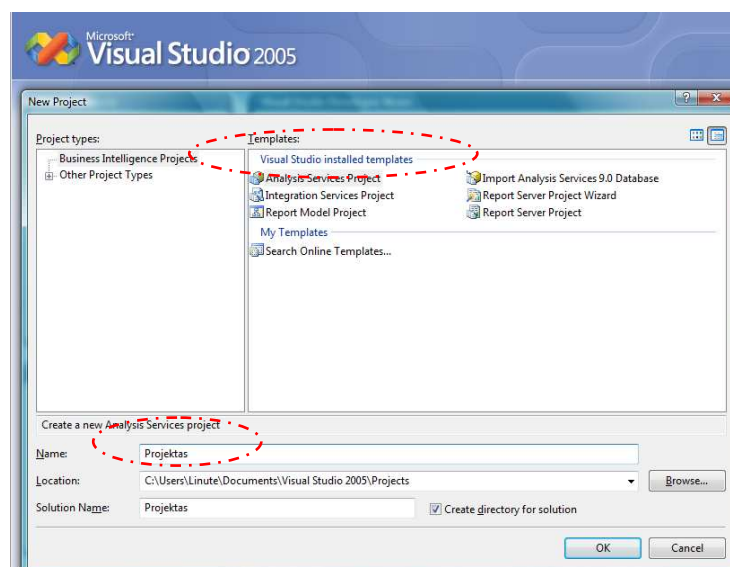 Microsoft
Visual Studio 2005
New Project
Project types:
Templates:
Business Intelligence Projects
Other Project Types
Visual Studio installed templates
Analysis Services Project
Import Analysis Services 9.0 Database
Integration Services Project
Report Server Project Wizard
Report Model Project
Report Server Project
My Templates
Search Online Templates...
Create a new Analysis Services project
Name:
Projektas
Location:
C:\Users\Linute\Documents\Visual Studio 2005\Projects
Browse...
Solution Name:
Projektas
Create directory for solution
OK
Cancel